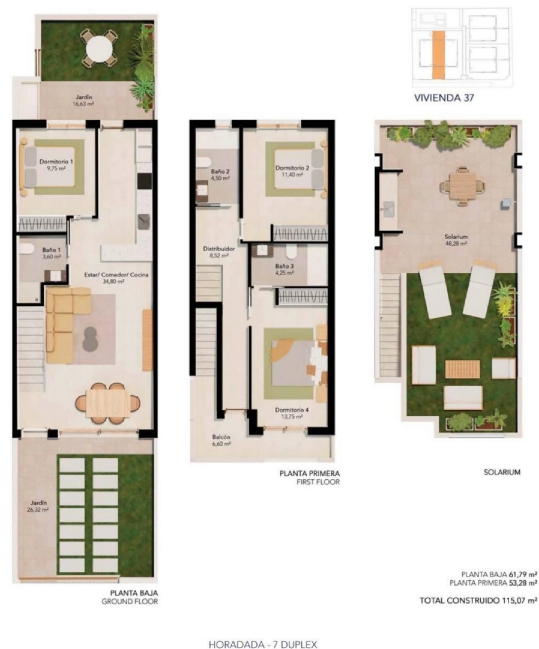 VIVIENDA 37
Jardín
16,63 m²
Dormitorio 1
9,75 m²
Baño 1
3,60 m²
Estar/ Comedor/ Cocina
34,80 m²
Jardín
26,32 m²
PLANTA BAJA
GROUND FLOOR
Baño 2
4,50 m²
Dormitorio 2
11,40 m²
Distribuidor
8,52 m²
Baño 3
4,25 m²
Dormitorio 4
13,75 m²
Balcón
6,60 m²
PLANTA PRIMERA
FIRST FLOOR
Solarium
48,28 m²
SOLARIUM
PLANTA BAJA 61,79 m²
PLANTA PRIMERA 53,28 m²
TOTAL CONSTRUIDO 115,07 m²
HORADADA - 7 DUPLEX